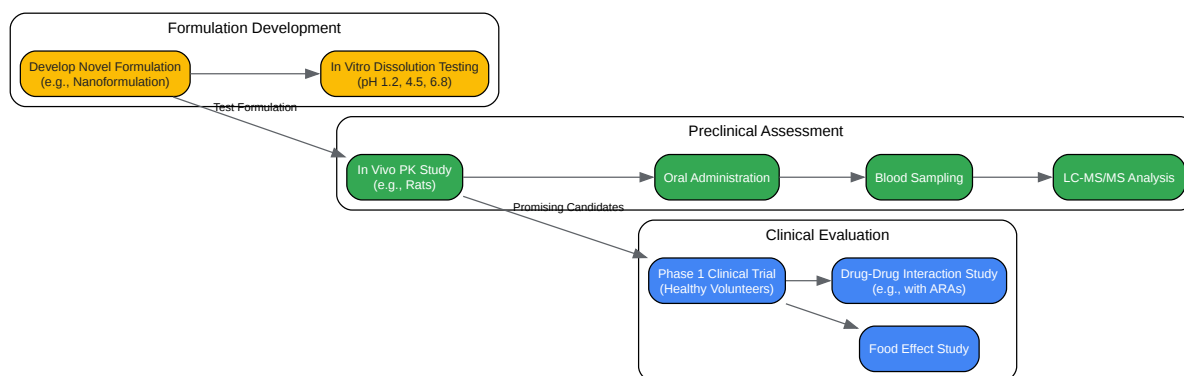 Formulation Development
Develop Novel Formulation
(e.g., Nanoformulation)
In Vitro Dissolution Testing
(pH 1.2, 4.5, 6.8)
Test Formulation
Preclinical Assessment
In Vivo PK Study
(e.g., Rats)
Oral Administration
Blood Sampling
LC-MS/MS Analysis
Promising Candidates
Clinical Evaluation
Phase 1 Clinical Trial
(Healthy Volunteers)
Drug-Drug Interaction Study
(e.g., with ARAs)
Food Effect Study